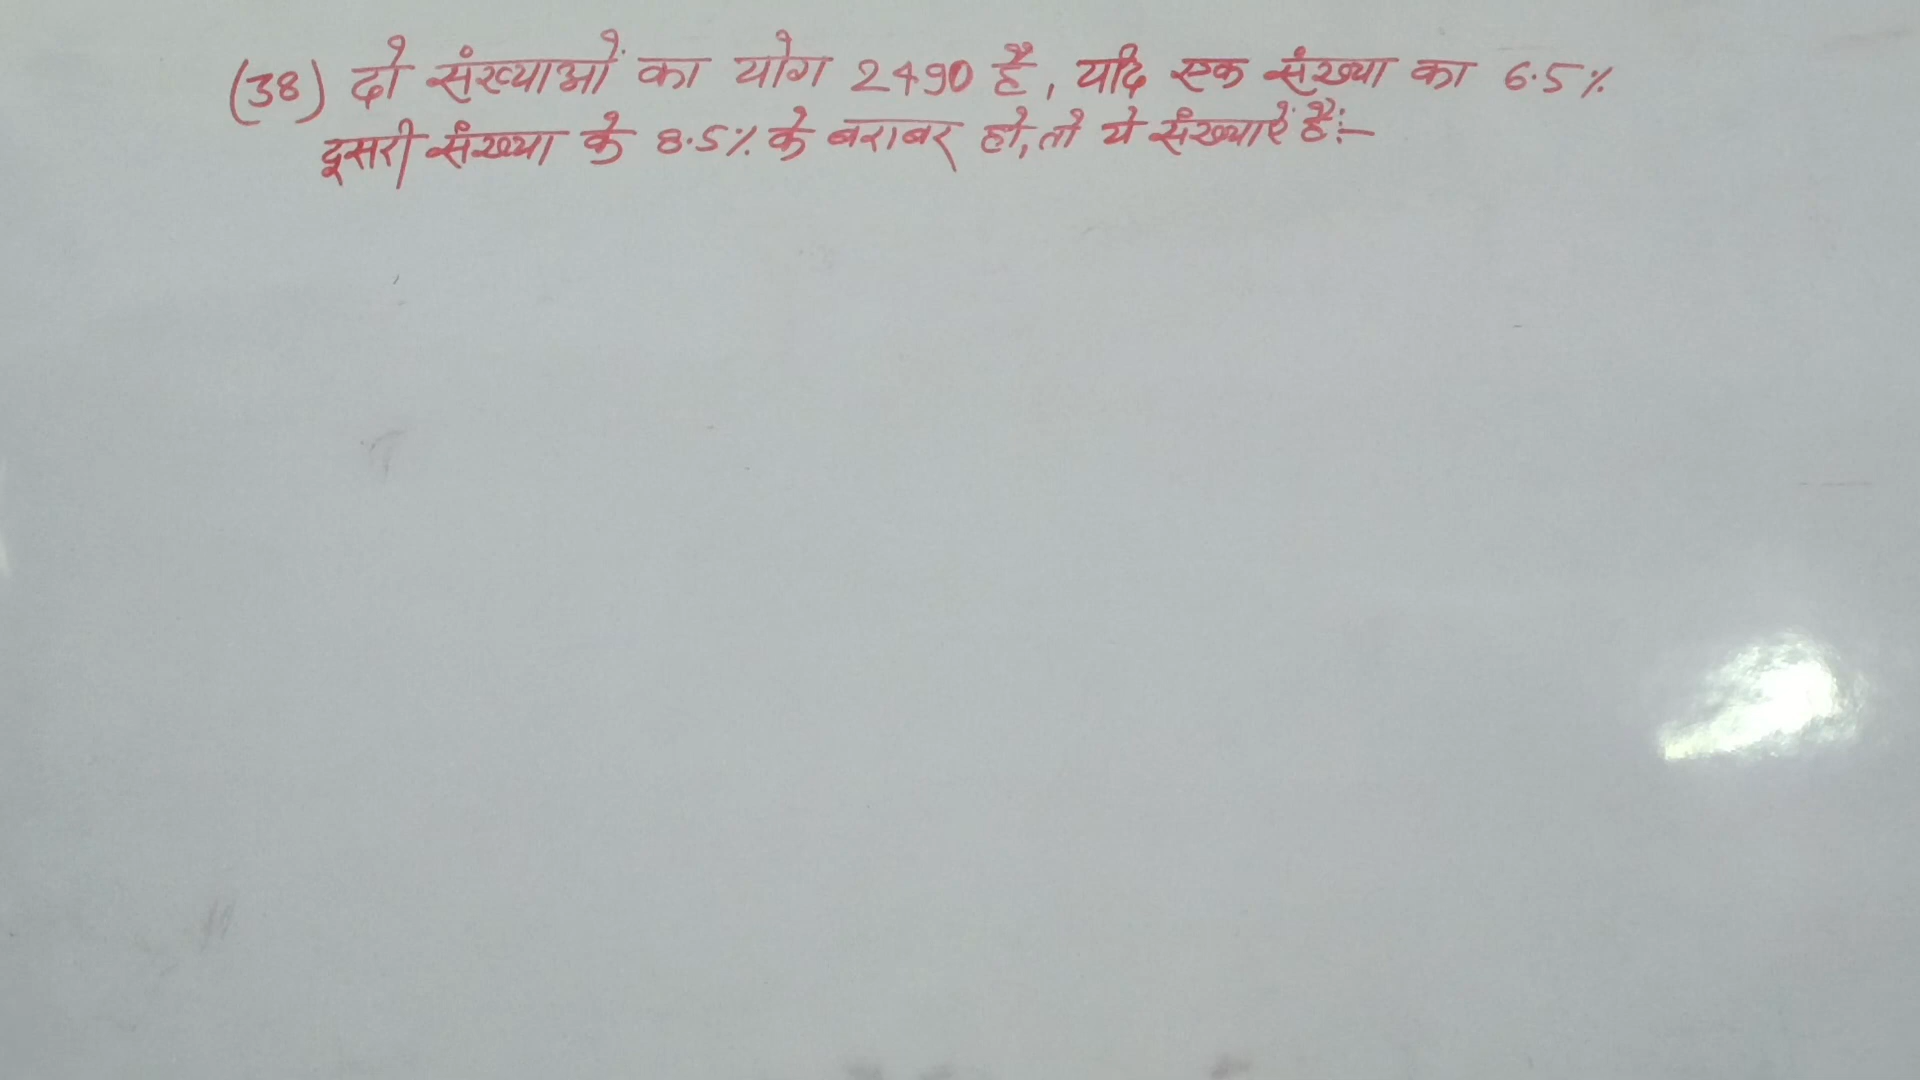 (38) दो संख्याओं का योग 2490 है, यदि एक संख्या का 6.5%
दूसरी संख्या के 8.5% के बराबर हो, तो ये संख्याऐं हैं:-